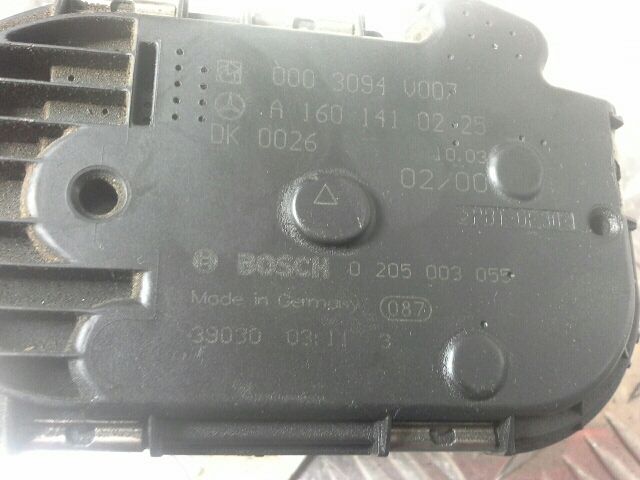 000 3094 V007
A 160 141 02 25
DK 0026
10.03
02/00
BOSCH 0 205 003 055
Made in Germany 087
39030 03 11 3